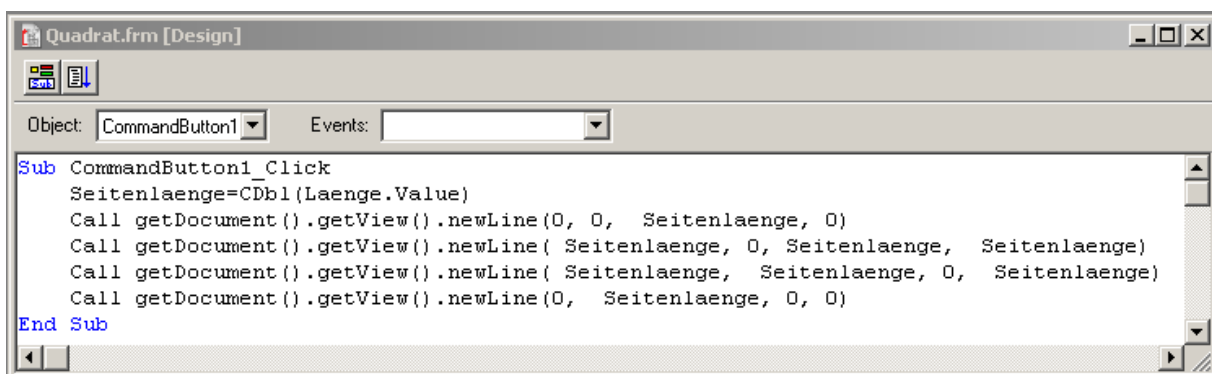 Quadrat.frm [Design]
Sub
Object: CommandButton1 Events:
Sub CommandButton1_Click
    Seitenlaenge=CDbl(Laenge.Value)
    Call getDocument().getView().newLine(0, 0,  Seitenlaenge, 0)
    Call getDocument().getView().newLine( Seitenlaenge, 0, Seitenlaenge,  Seitenlaenge)
    Call getDocument().getView().newLine( Seitenlaenge,  Seitenlaenge, 0,  Seitenlaenge)
    Call getDocument().getView().newLine(0,  Seitenlaenge, 0, 0)
End Sub